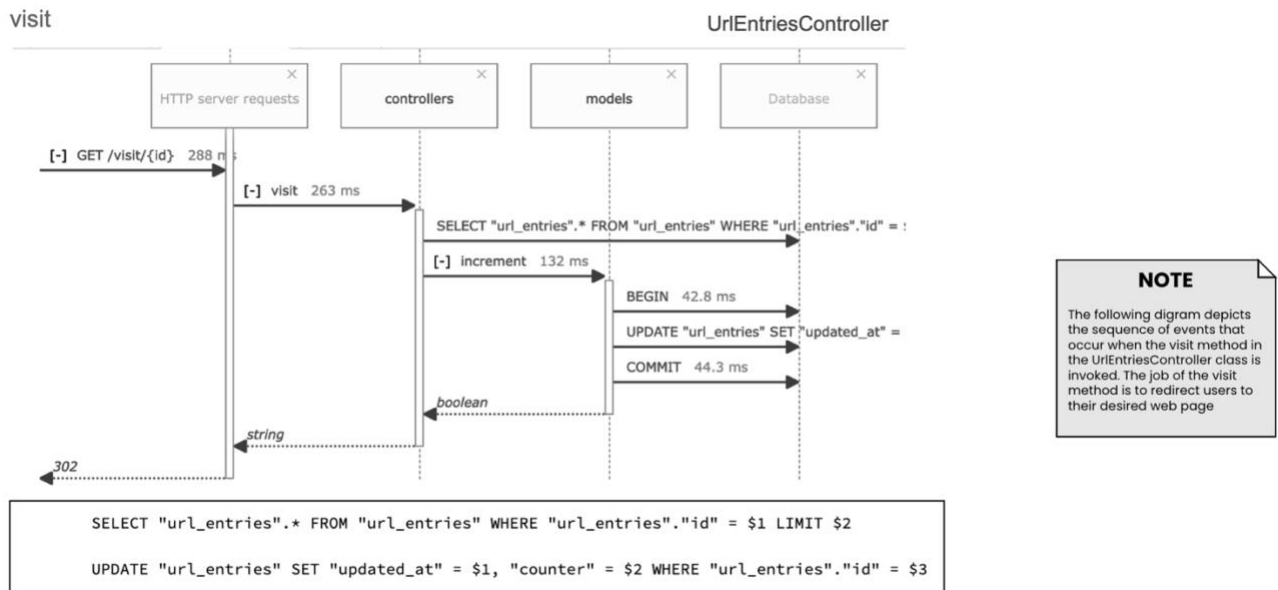 visit
UrlEntriesController
HTTP server requests
controllers
models
Database
[-] GET /visit/{id} 288 ms
[-] visit 263 ms
SELECT "url_entries".* FROM "url_entries" WHERE "url_entries"."id" =
[-] increment 132 ms
BEGIN 42.8 ms
UPDATE "url_entries" SET "updated_at" =
COMMIT 44.3 ms
boolean
string
302
NOTE
The following digram depicts
the sequence of events that
occur when the visit method in
the UrlEntriesController class is
invoked. The job of the visit
method is to redirect users to
their desired web page
SELECT "url_entries".* FROM "url_entries" WHERE "url_entries"."id" = $1 LIMIT $2
UPDATE "url_entries" SET "updated_at" = $1, "counter" = $2 WHERE "url_entries"."id" = $3